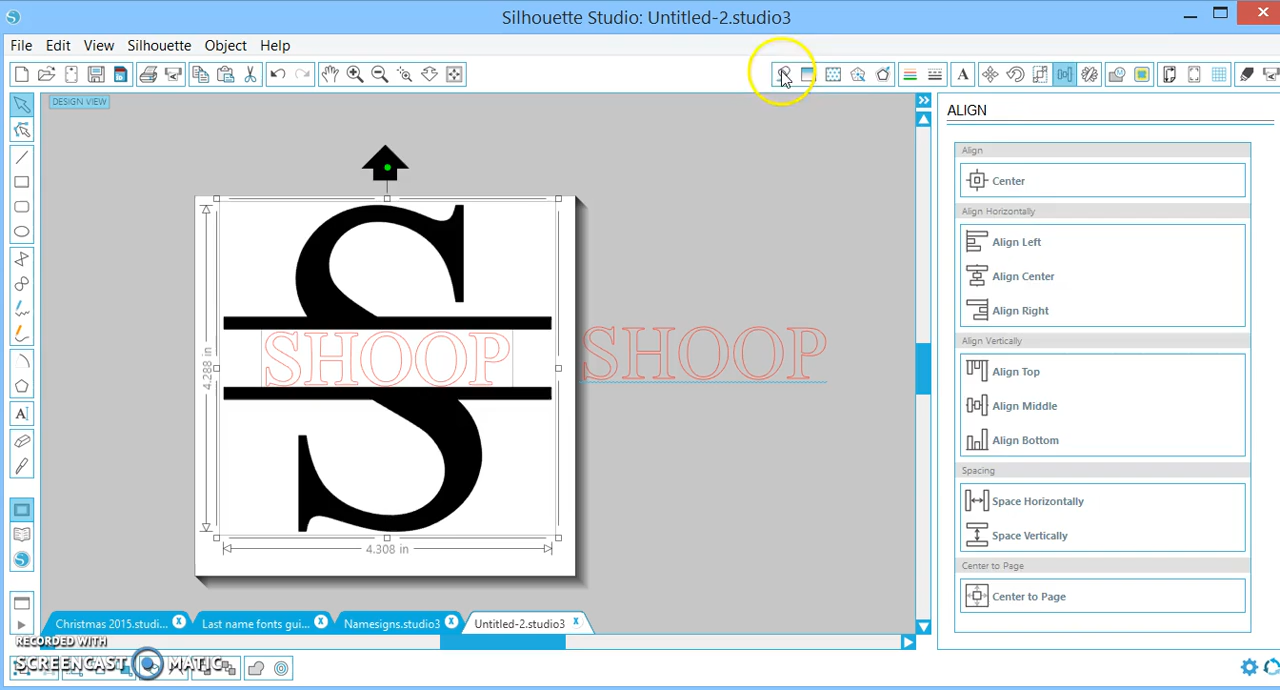 Silhouette Studio: Untitled-2.studio3
File Edit View Silhouette Object Help
DESIGN VIEW
ALIGN
Align
Center
Align Horizontally
Align Left
Align Center
Align Right
Align Vertically
Align Top
Align Middle
Align Bottom
Spacing
Space Horizontally
Space Vertically
Center to Page
Center to Page
S
SHOOP
SHOOP
4.288 in
4.308 in
Christmas 2015.studi...
Last name fonts gui...
Namesigns.studio3
Untitled-2.studio3
RECORDED WITH
SCREENCAST MATIC